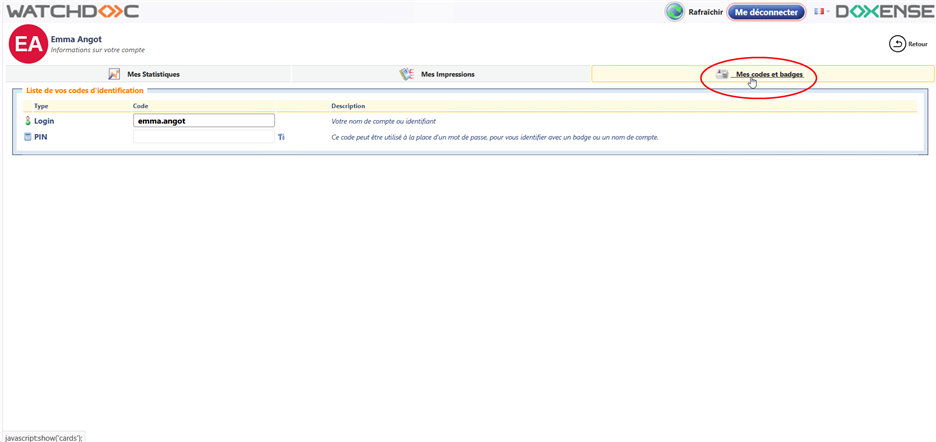 WATCHDOC
Rafraîchir
Me déconnecter
DOXENSE
EA
Emma Angot
Informations sur votre compte
Retour
Mes Statistiques
Mes Impressions
Mes codes et badges
Liste de vos codes d'identification
Type Code Description
Login emma.angot Votre nom de compte ou identifiant
PIN Ce code peut être utilisé à la place d'un mot de passe, pour vous identifier avec un badge ou un nom de compte.
javascript:show('cards');